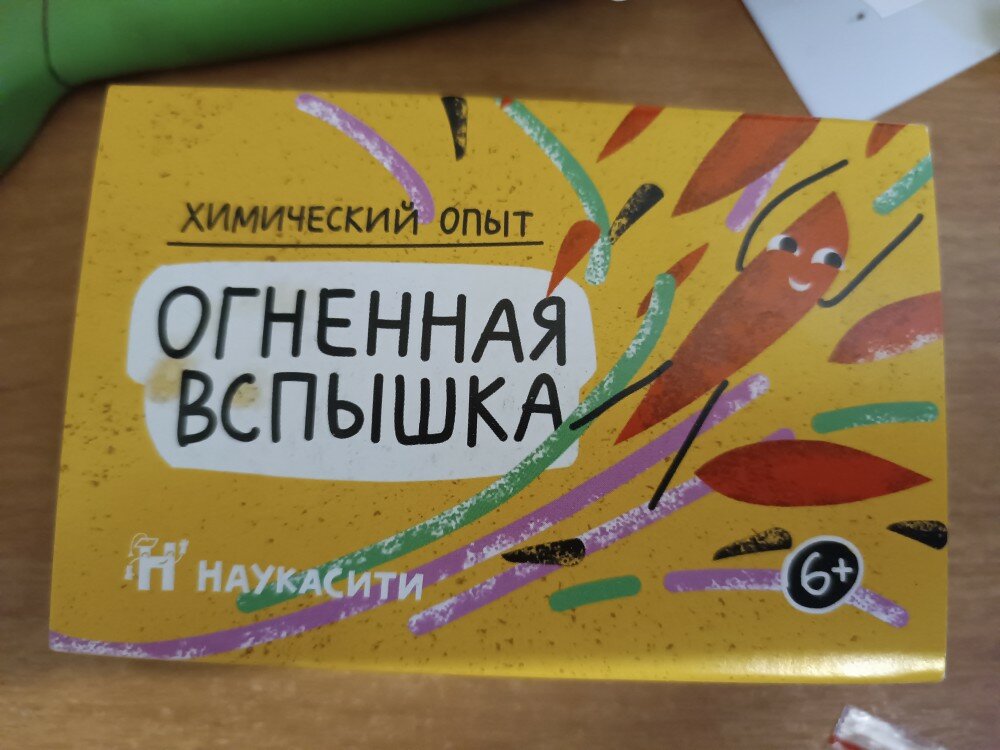 ХИМИЧЕСКИЙ ОПЫТ
ОГНЕННАЯ
ВСПЫШКА
НАУКАСИТИ
6+